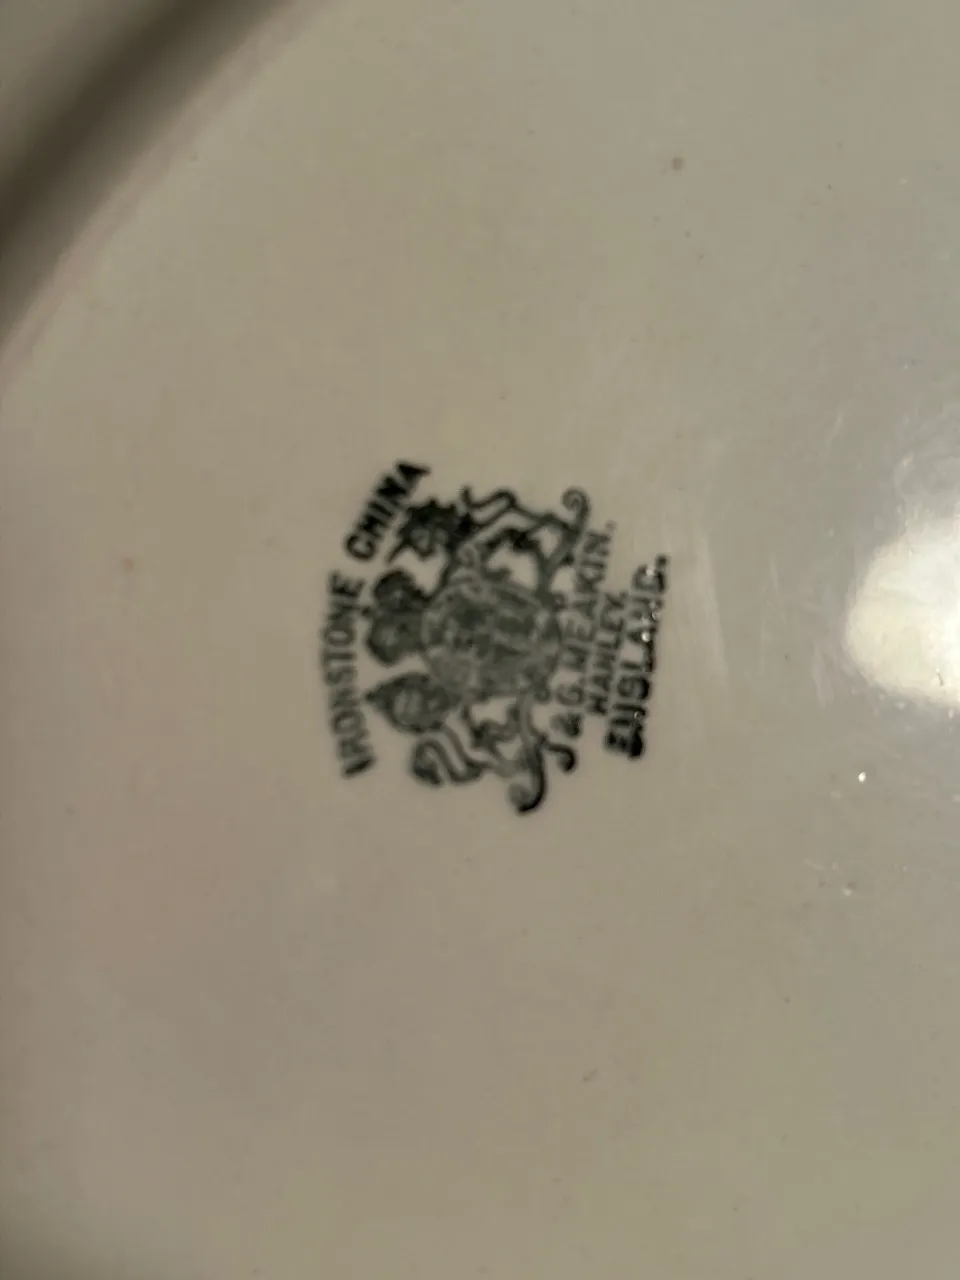 IRONSTONE CHINA
J & G. MEAKIN.
HANLEY.
ENGLAND.